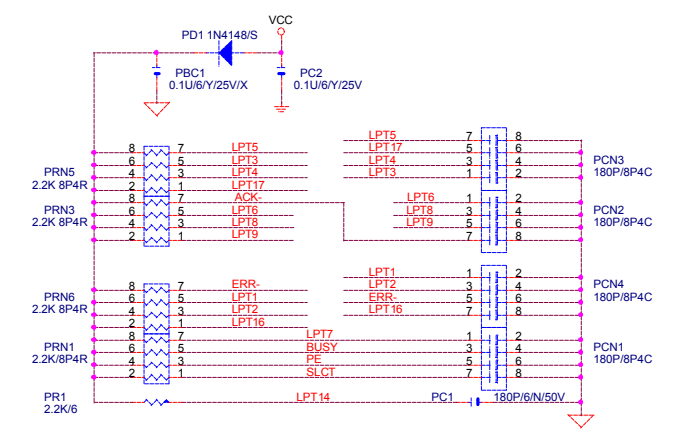 VCC
PD1 1N4148/S
PBC1
0.1U/6/Y/25V/X
PC2
0.1U/6/Y/25V
PRN5
2.2K 8P4R
8 7 LPT5
6 5 LPT3
4 3 LPT4
2 1 LPT17
PRN3
2.2K 8P4R
8 7 ACK-
6 5 LPT6
4 3 LPT8
2 1 LPT9
LPT5 7 8
LPT17 5 6
LPT4 3 4
LPT3 1 2
PCN3
180P/8P4C
LPT6 1 2
LPT8 3 4
LPT9 5 6
7 8
PCN2
180P/8P4C
PRN6
2.2K 8P4R
8 7 ERR-
6 5 LPT1
4 3 LPT2
2 1 LPT16
LPT1 1 2
LPT2 3 4
ERR- 5 6
LPT16 7 8
PCN4
180P/8P4C
PRN1
2.2K/8P4R
8 7 LPT7 1 2
6 5 BUSY 3 4
4 3 PE 5 6
2 1 SLCT 7 8
PCN1
180P/8P4C
PR1
2.2K/6
LPT14
PC1 180P/6/N/50V